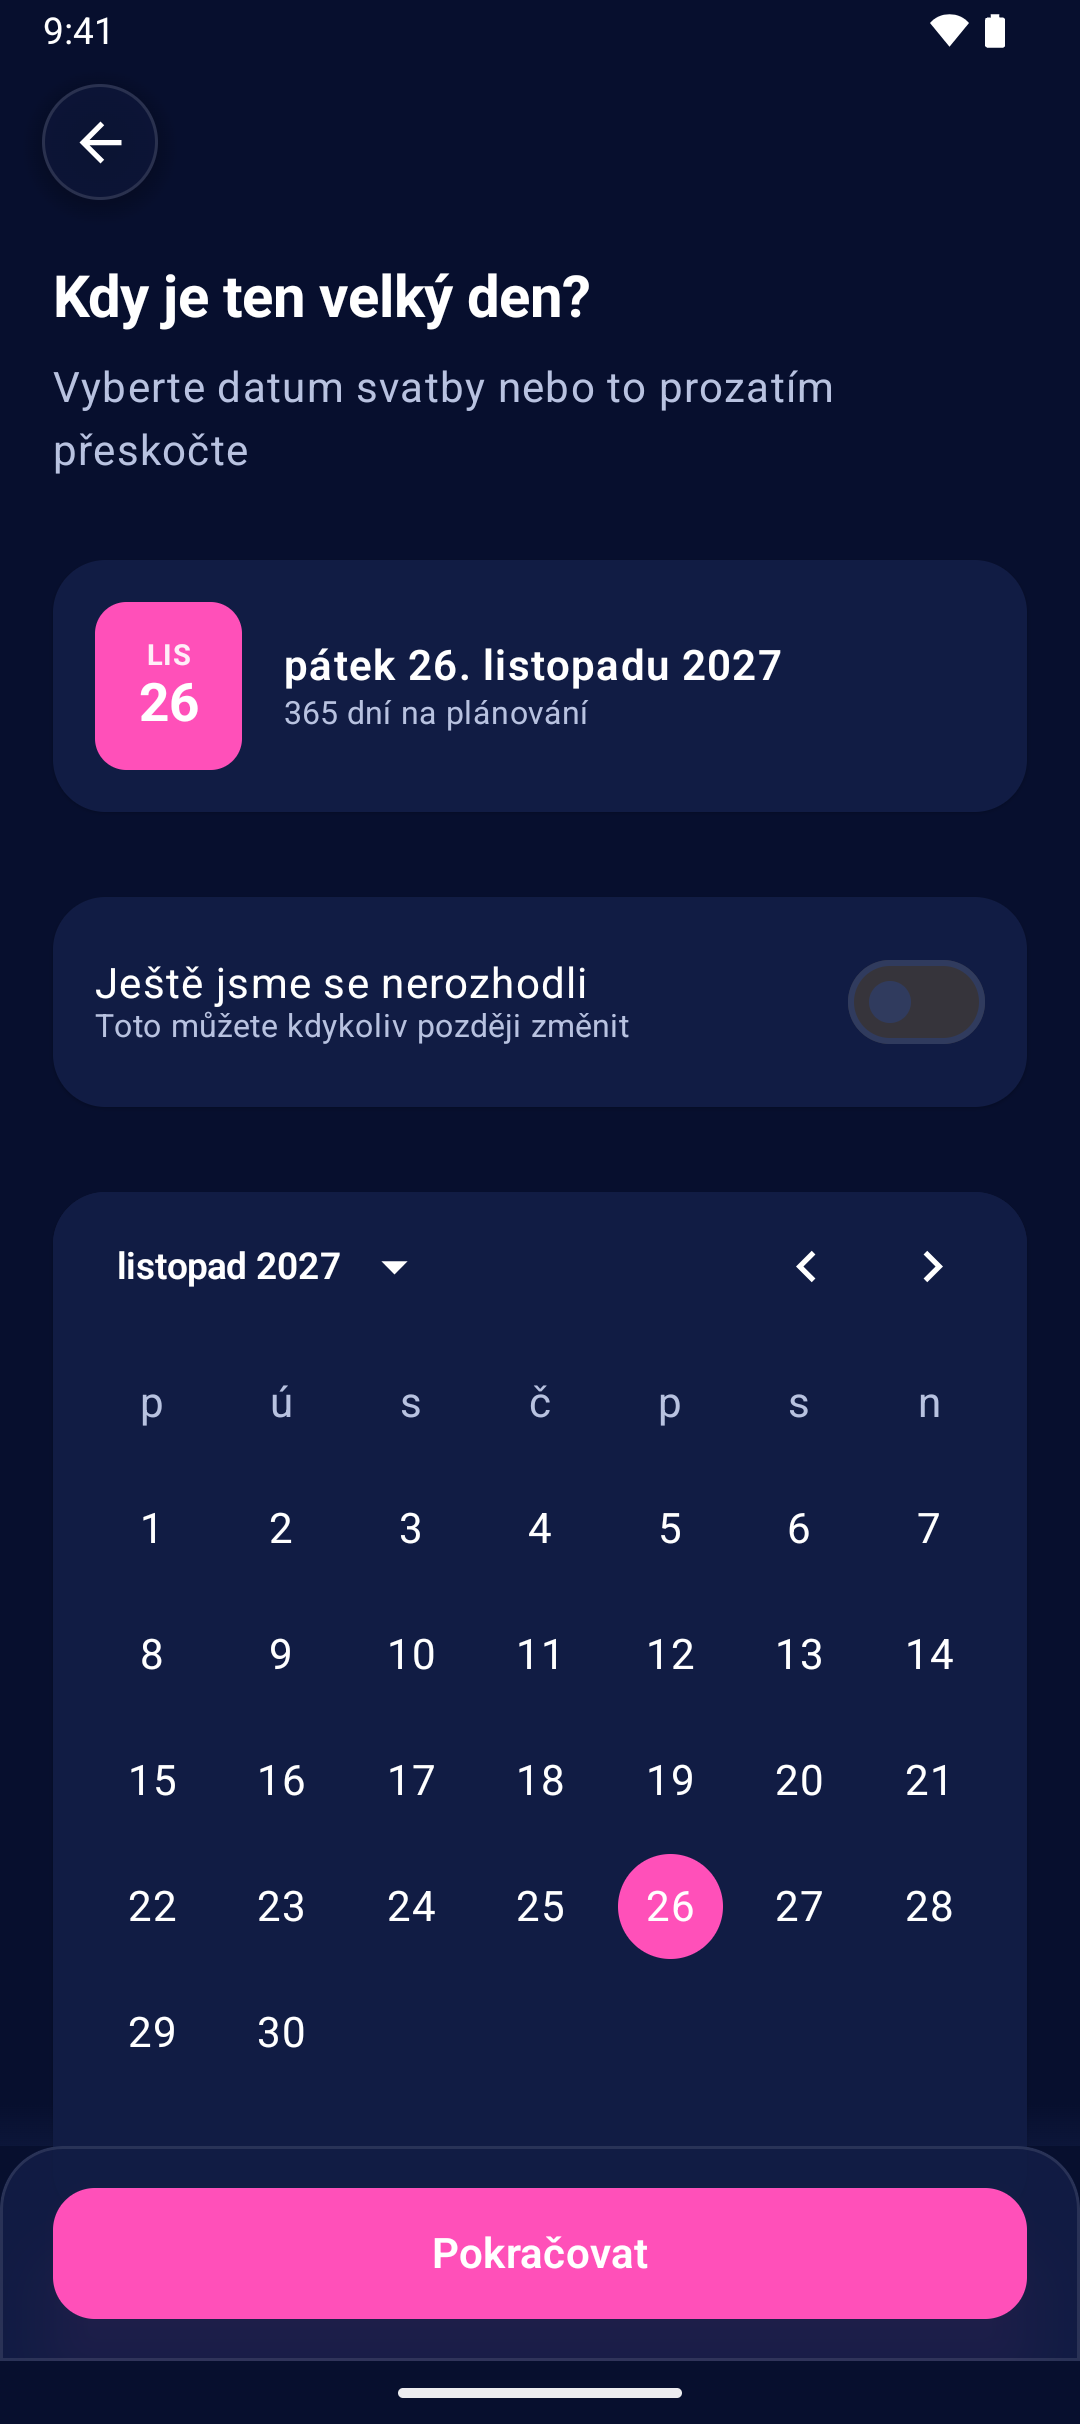 9:41
Kdy je ten velký den?
Vyberte datum svatby nebo to prozatím
přeskočte
LIS
26
pátek 26. listopadu 2027
365 dní na plánování
Ještě jsme se nerozhodli
Toto můžete kdykoliv později změnit
listopad 2027
p ú s č p s n
1 2 3 4 5 6 7
8 9 10 11 12 13 14
15 16 17 18 19 20 21
22 23 24 25 26 27 28
29 30
Pokračovat